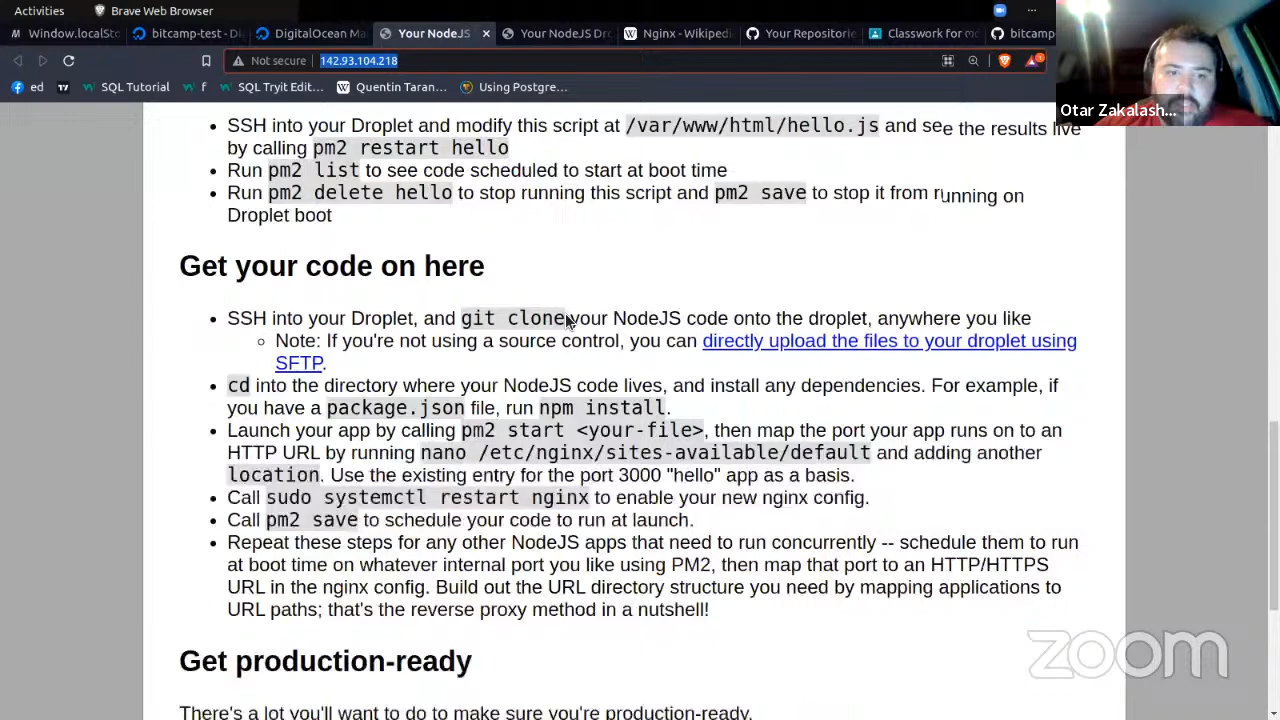 Activities
Brave Web Browser
Window.localSto
bitcamp-test - Di
DigitalOcean Ma
Your NodeJS
Your NodeJS Dro
Nginx - Wikipedi
Your Repositorie
Classwork for m
bitcamp
Not secure
142.93.104.218
ed
SQL Tutorial
f
SQL Tryit Edit...
Quentin Taran...
Using Postgre...
Otar Zakalash...
• SSH into your Droplet and modify this script at /var/www/html/hello.js and see the results live
by calling pm2 restart hello
• Run pm2 list to see code scheduled to start at boot time
• Run pm2 delete hello to stop running this script and pm2 save to stop it from running on
Droplet boot
Get your code on here
• SSH into your Droplet, and git clone your NodeJS code onto the droplet, anywhere you like
◦ Note: If you're not using a source control, you can directly upload the files to your droplet using
SFTP.
• cd into the directory where your NodeJS code lives, and install any dependencies. For example, if
you have a package.json file, run npm install.
• Launch your app by calling pm2 start <your-file>, then map the port your app runs on to an
HTTP URL by running nano /etc/nginx/sites-available/default and adding another
location. Use the existing entry for the port 3000 "hello" app as a basis.
• Call sudo systemctl restart nginx to enable your new nginx config.
• Call pm2 save to schedule your code to run at launch.
• Repeat these steps for any other NodeJS apps that need to run concurrently -- schedule them to run
at boot time on whatever internal port you like using PM2, then map that port to an HTTP/HTTPS
URL in the nginx config. Build out the URL directory structure you need by mapping applications to
URL paths; that's the reverse proxy method in a nutshell!
zoom
Get production-ready
There's a lot you'll want to do to make sure you're production-ready.